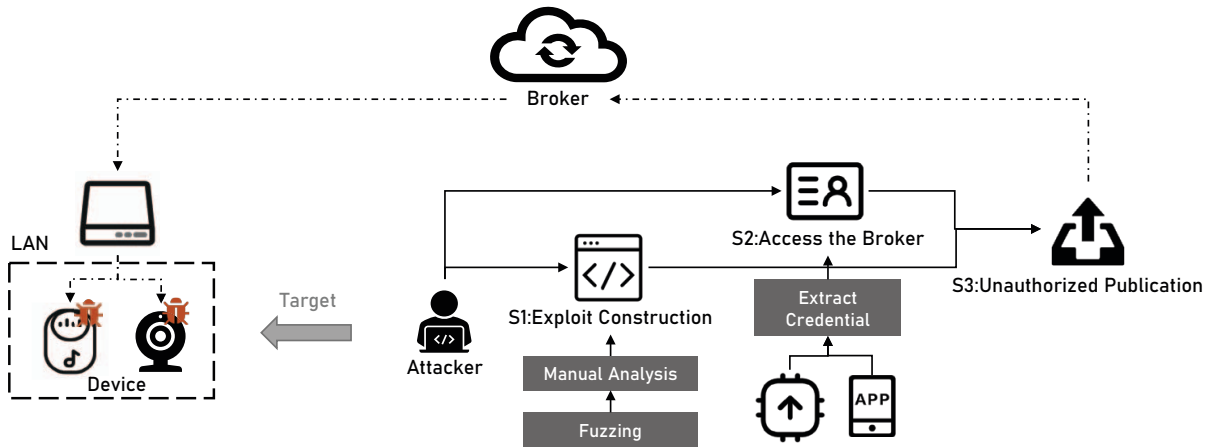 Broker
LAN
S2:Access the Broker
S3:Unauthorized Publication
Target
</>
S1:Exploit Construction
Extract
Credential
</>
Attacker
Device
Manual Analysis
APP
Fuzzing